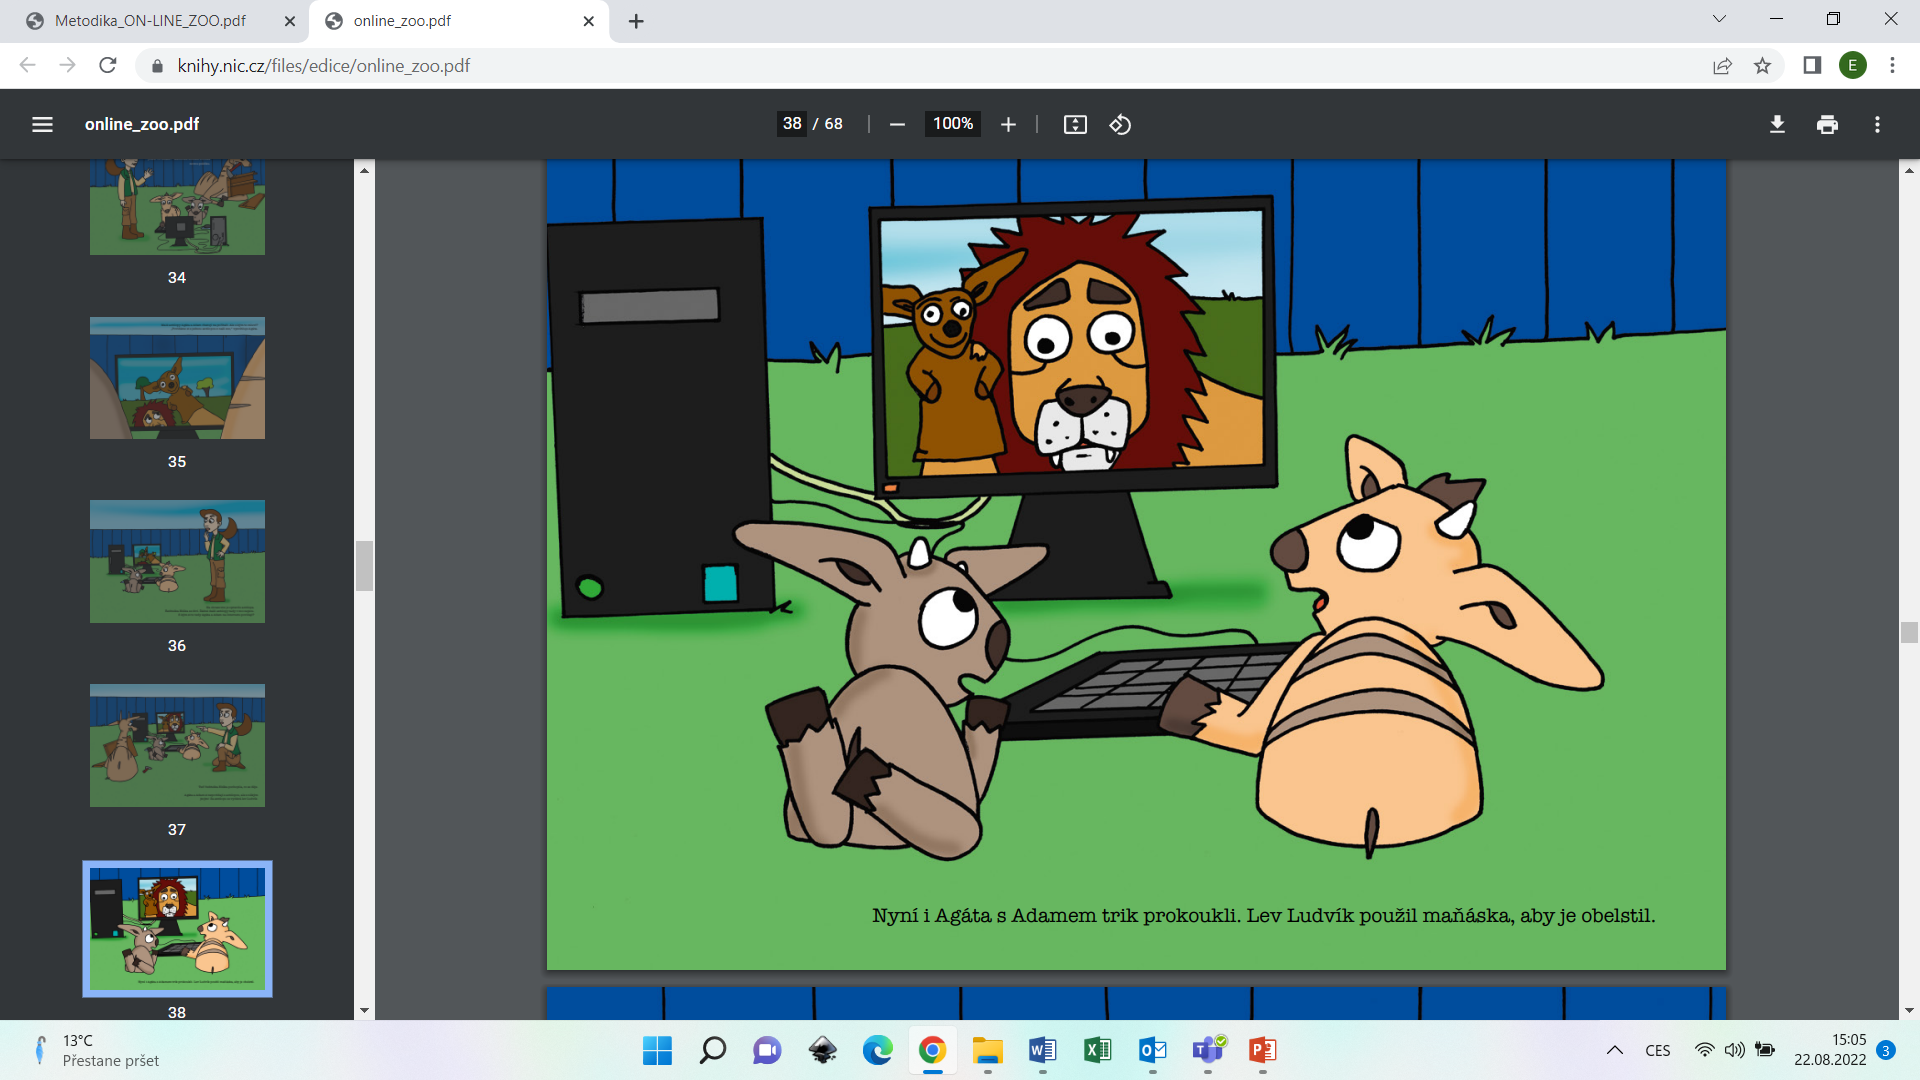 Metodika_ON-LINE_ZOO.pdf
online_zoo.pdf
knihy.nic.cz/files/edice/online_zoo.pdf
E
online_zoo.pdf
38 / 68
100%
34
35
36
37
38
Nyní i Agáta s Adamem trik prokoukli. Lev Ludvík použil maňáska, aby je obelstil.
13°C
Přestane pršet
CES
15:05
22.08.2022
3